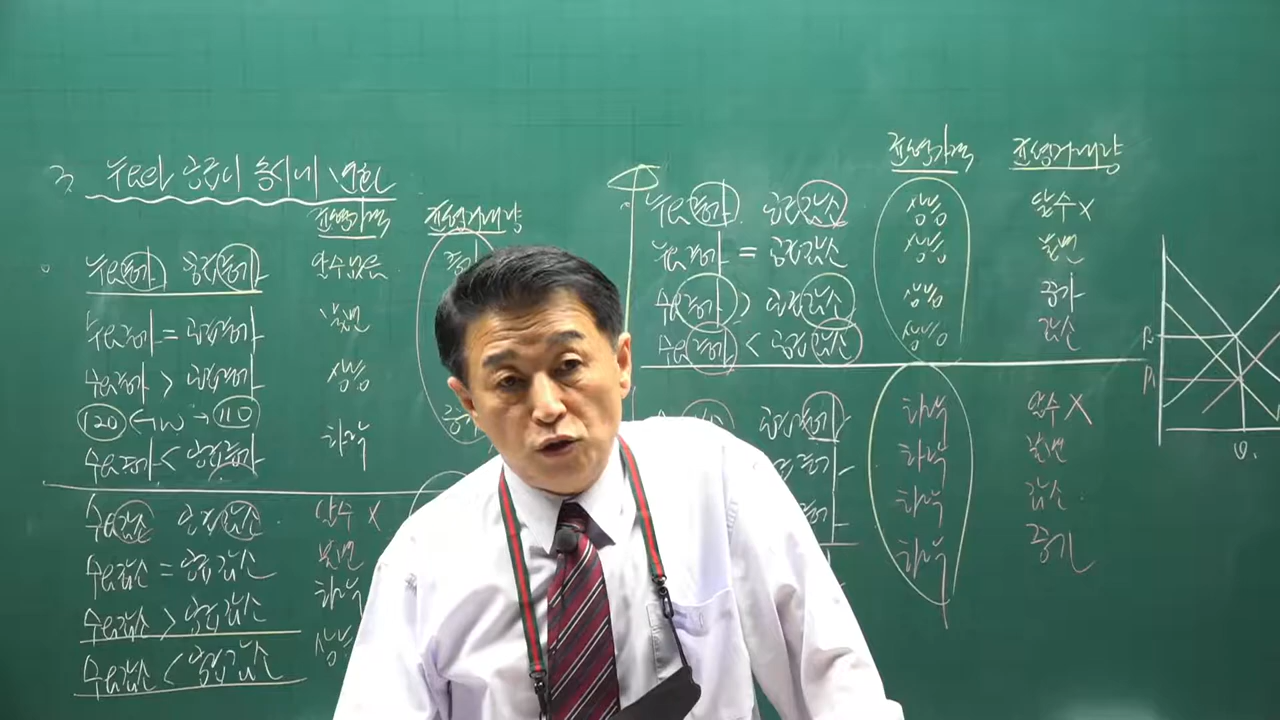 3. 수요와 공급이 동시에 변화
균형가격 균형거래량
수요증가 공급증가 알수없음
수요증가 = 공급증가 불변
수요증가 > 공급증가 상승
120 ← 100 → 110 하락
수요증가 < 공급증가
수요감소 공급감소 알수 X
수요감소 = 공급감소 불변
수요감소 > 공급감소 하락
수요감소 < 공급감소 상승
균형가격 균형거래량
수요증가 공급감소 상승 알수 X
수요증가 = 공급감소 상승 불변
수요증가 > 공급감소 상승 증가
수요증가 < 공급감소 상승 감소
하락 알수 X
하락 불변
하락 감소
하락 증가